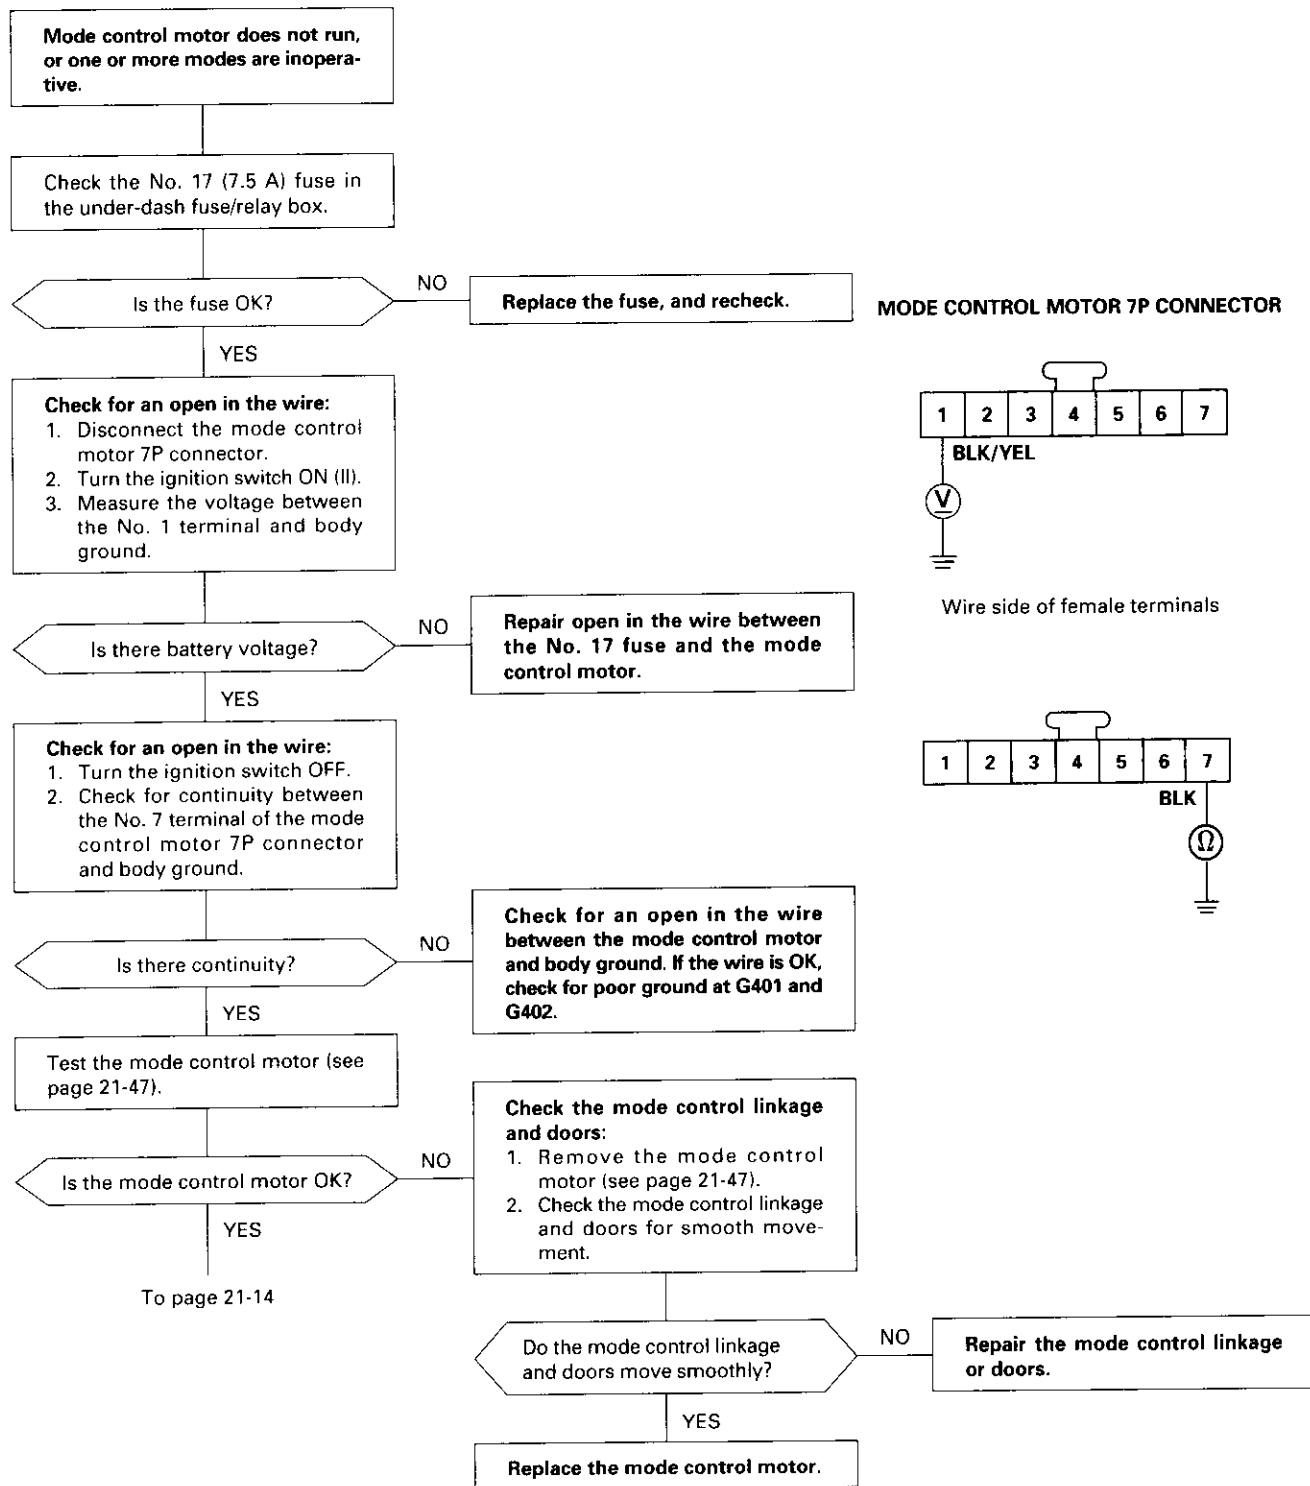 Mode control motor does not run,
or one or more modes are inopera-
tive.
Check the No. 17 (7.5 A) fuse in
the under-dash fuse/relay box.
Is the fuse OK?
NO
Replace the fuse, and recheck.
YES
Check for an open in the wire:
1. Disconnect the mode control
motor 7P connector.
2. Turn the ignition switch ON (II).
3. Measure the voltage between
the No. 1 terminal and body
ground.
Is there battery voltage?
NO
Repair open in the wire between
the No. 17 fuse and the mode
control motor.
YES
Check for an open in the wire:
1. Turn the ignition switch OFF.
2. Check for continuity between
the No. 7 terminal of the mode
control motor 7P connector
and body ground.
Is there continuity?
NO
Check for an open in the wire
between the mode control motor
and body ground. If the wire is OK,
check for poor ground at G401 and
G402.
YES
Test the mode control motor (see
page 21-47).
Is the mode control motor OK?
NO
Check the mode control linkage
and doors:
1. Remove the mode control
motor (see page 21-47).
2. Check the mode control linkage
and doors for smooth move-
ment.
YES
To page 21-14
Do the mode control linkage
and doors move smoothly?
NO
Repair the mode control linkage
or doors.
YES
Replace the mode control motor.
MODE CONTROL MOTOR 7P CONNECTOR
1 2 3 4 5 6 7
BLK/YEL
V
Wire side of female terminals
1 2 3 4 5 6 7
BLK
Ω